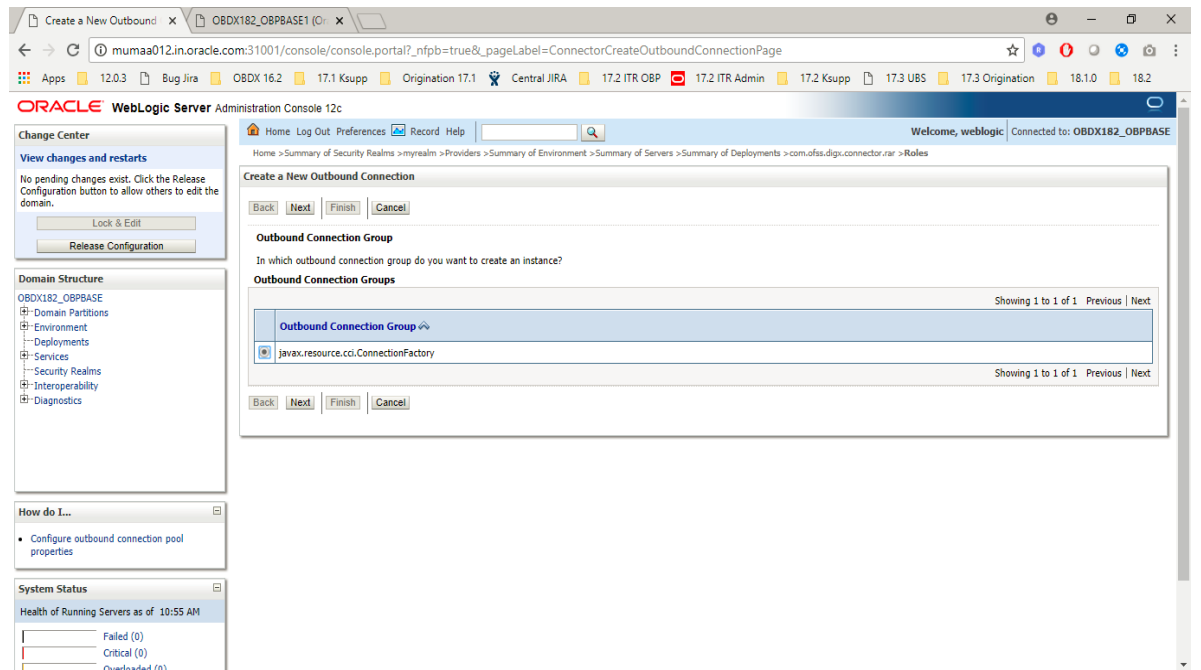 Create a New Outbound
OBDX182_OBPBASE1 (Or
mumaa012.in.oracle.com:31001/console/console.portal?_nfpb=true&_pageLabel=ConnectorCreateOutboundConnectionPage
Apps 12.0.3 Bug Jira OBDX 16.2 17.1 Ksupp Origination 17.1 Central JIRA 17.2 ITR OBP 17.2 ITR Admin 17.2 Ksupp 17.3 UBS 17.3 Origination 18.1.0 18.2
ORACLE WebLogic Server Administration Console 12c
Change Center
View changes and restarts
No pending changes exist. Click the Release
Configuration button to allow others to edit the
domain.
Lock & Edit
Release Configuration
Domain Structure
OBDX182_OBPBASE
Domain Partitions
Environment
Deployments
Services
Security Realms
Interoperability
Diagnostics
How do I...
Configure outbound connection pool
properties
System Status
Health of Running Servers as of 10:55 AM
Failed (0)
Critical (0)
Overloaded (0)
Home Log Out Preferences Record Help
Welcome, weblogic Connected to: OBDX182_OBPBASE
Home >Summary of Security Realms >myrealm >Providers >Summary of Environment >Summary of Servers >Summary of Deployments >com.ofss.digx.connector.rar >Roles
Create a New Outbound Connection
Back Next Finish Cancel
Outbound Connection Group
In which outbound connection group do you want to create an instance?
Outbound Connection Groups
Showing 1 to 1 of 1 Previous | Next
Outbound Connection Group
javax.resource.cci.ConnectionFactory
Showing 1 to 1 of 1 Previous | Next
Back Next Finish Cancel